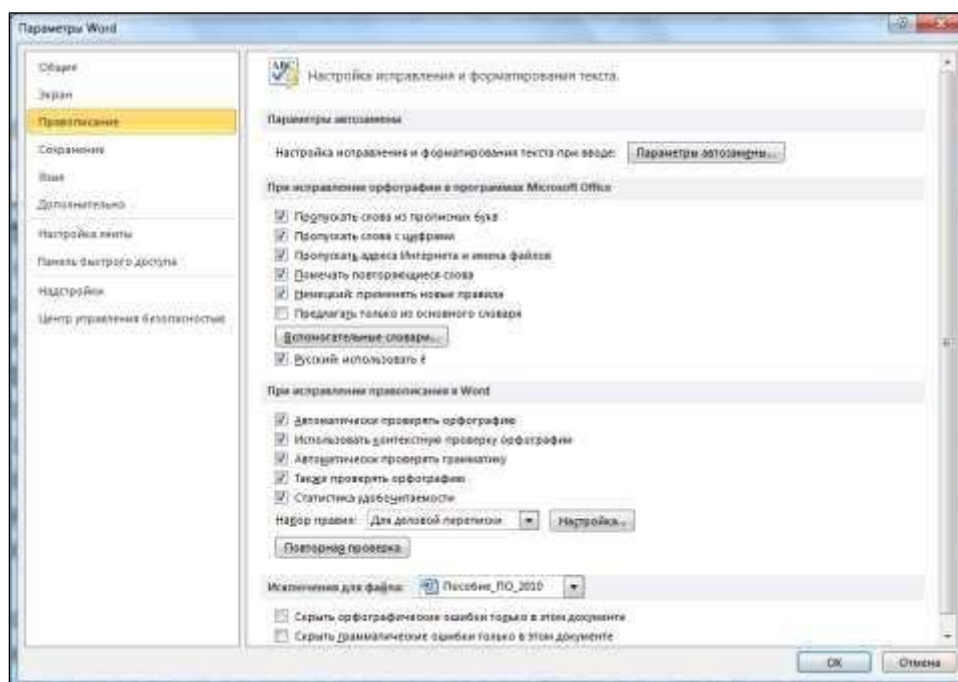 Параметры Word
Общие
Экран
Правописание
Сохранение
Язык
Дополнительно
Настройка ленты
Панель быстрого доступа
Надстройки
Центр управления безопасностью
ABC
Настройка исправления и форматирования текста.
Параметры автозамены
Настройка исправления и форматирования текста при вводе: Параметры автозамены...
При исправлении орфографии в программах Microsoft Office
Пропускать слова из прописных букв
Пропускать слова с цифрами
Пропускать адреса Интернета и имена файлов
Помечать повторяющиеся слова
Немецкий: применять новые правила
Предлагать только из основного словаря
Вспомогательные словари...
Русский: использовать ё
При исправлении правописания в Word
Автоматически проверять орфографию
Использовать контекстную проверку орфографии
Автоматически проверять грамматику
Также проверять орфографию
Статистика удобочитаемости
Набор правил: Для деловой переписки Настройка...
Повторная проверка
Исключения для файла: Пособие_ПО_2010
Скрыть орфографические ошибки только в этом документе
Скрыть грамматические ошибки только в этом документе
ОК Отмена